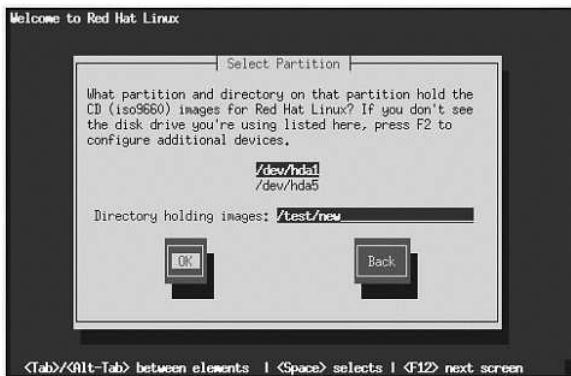 Welcome to Red Hat Linux
Select Partition
What partition and directory on that partition hold the
CD (iso9660) images for Red Hat Linux? If you don't see
the disk drive you're using listed here, press F2 to
configure additional devices.
/dev/hda1
/dev/hda5
Directory holding images: /test/new
OK Back
<Tab>/<Alt-Tab> between elements | <Space> selects | <F12> next screen